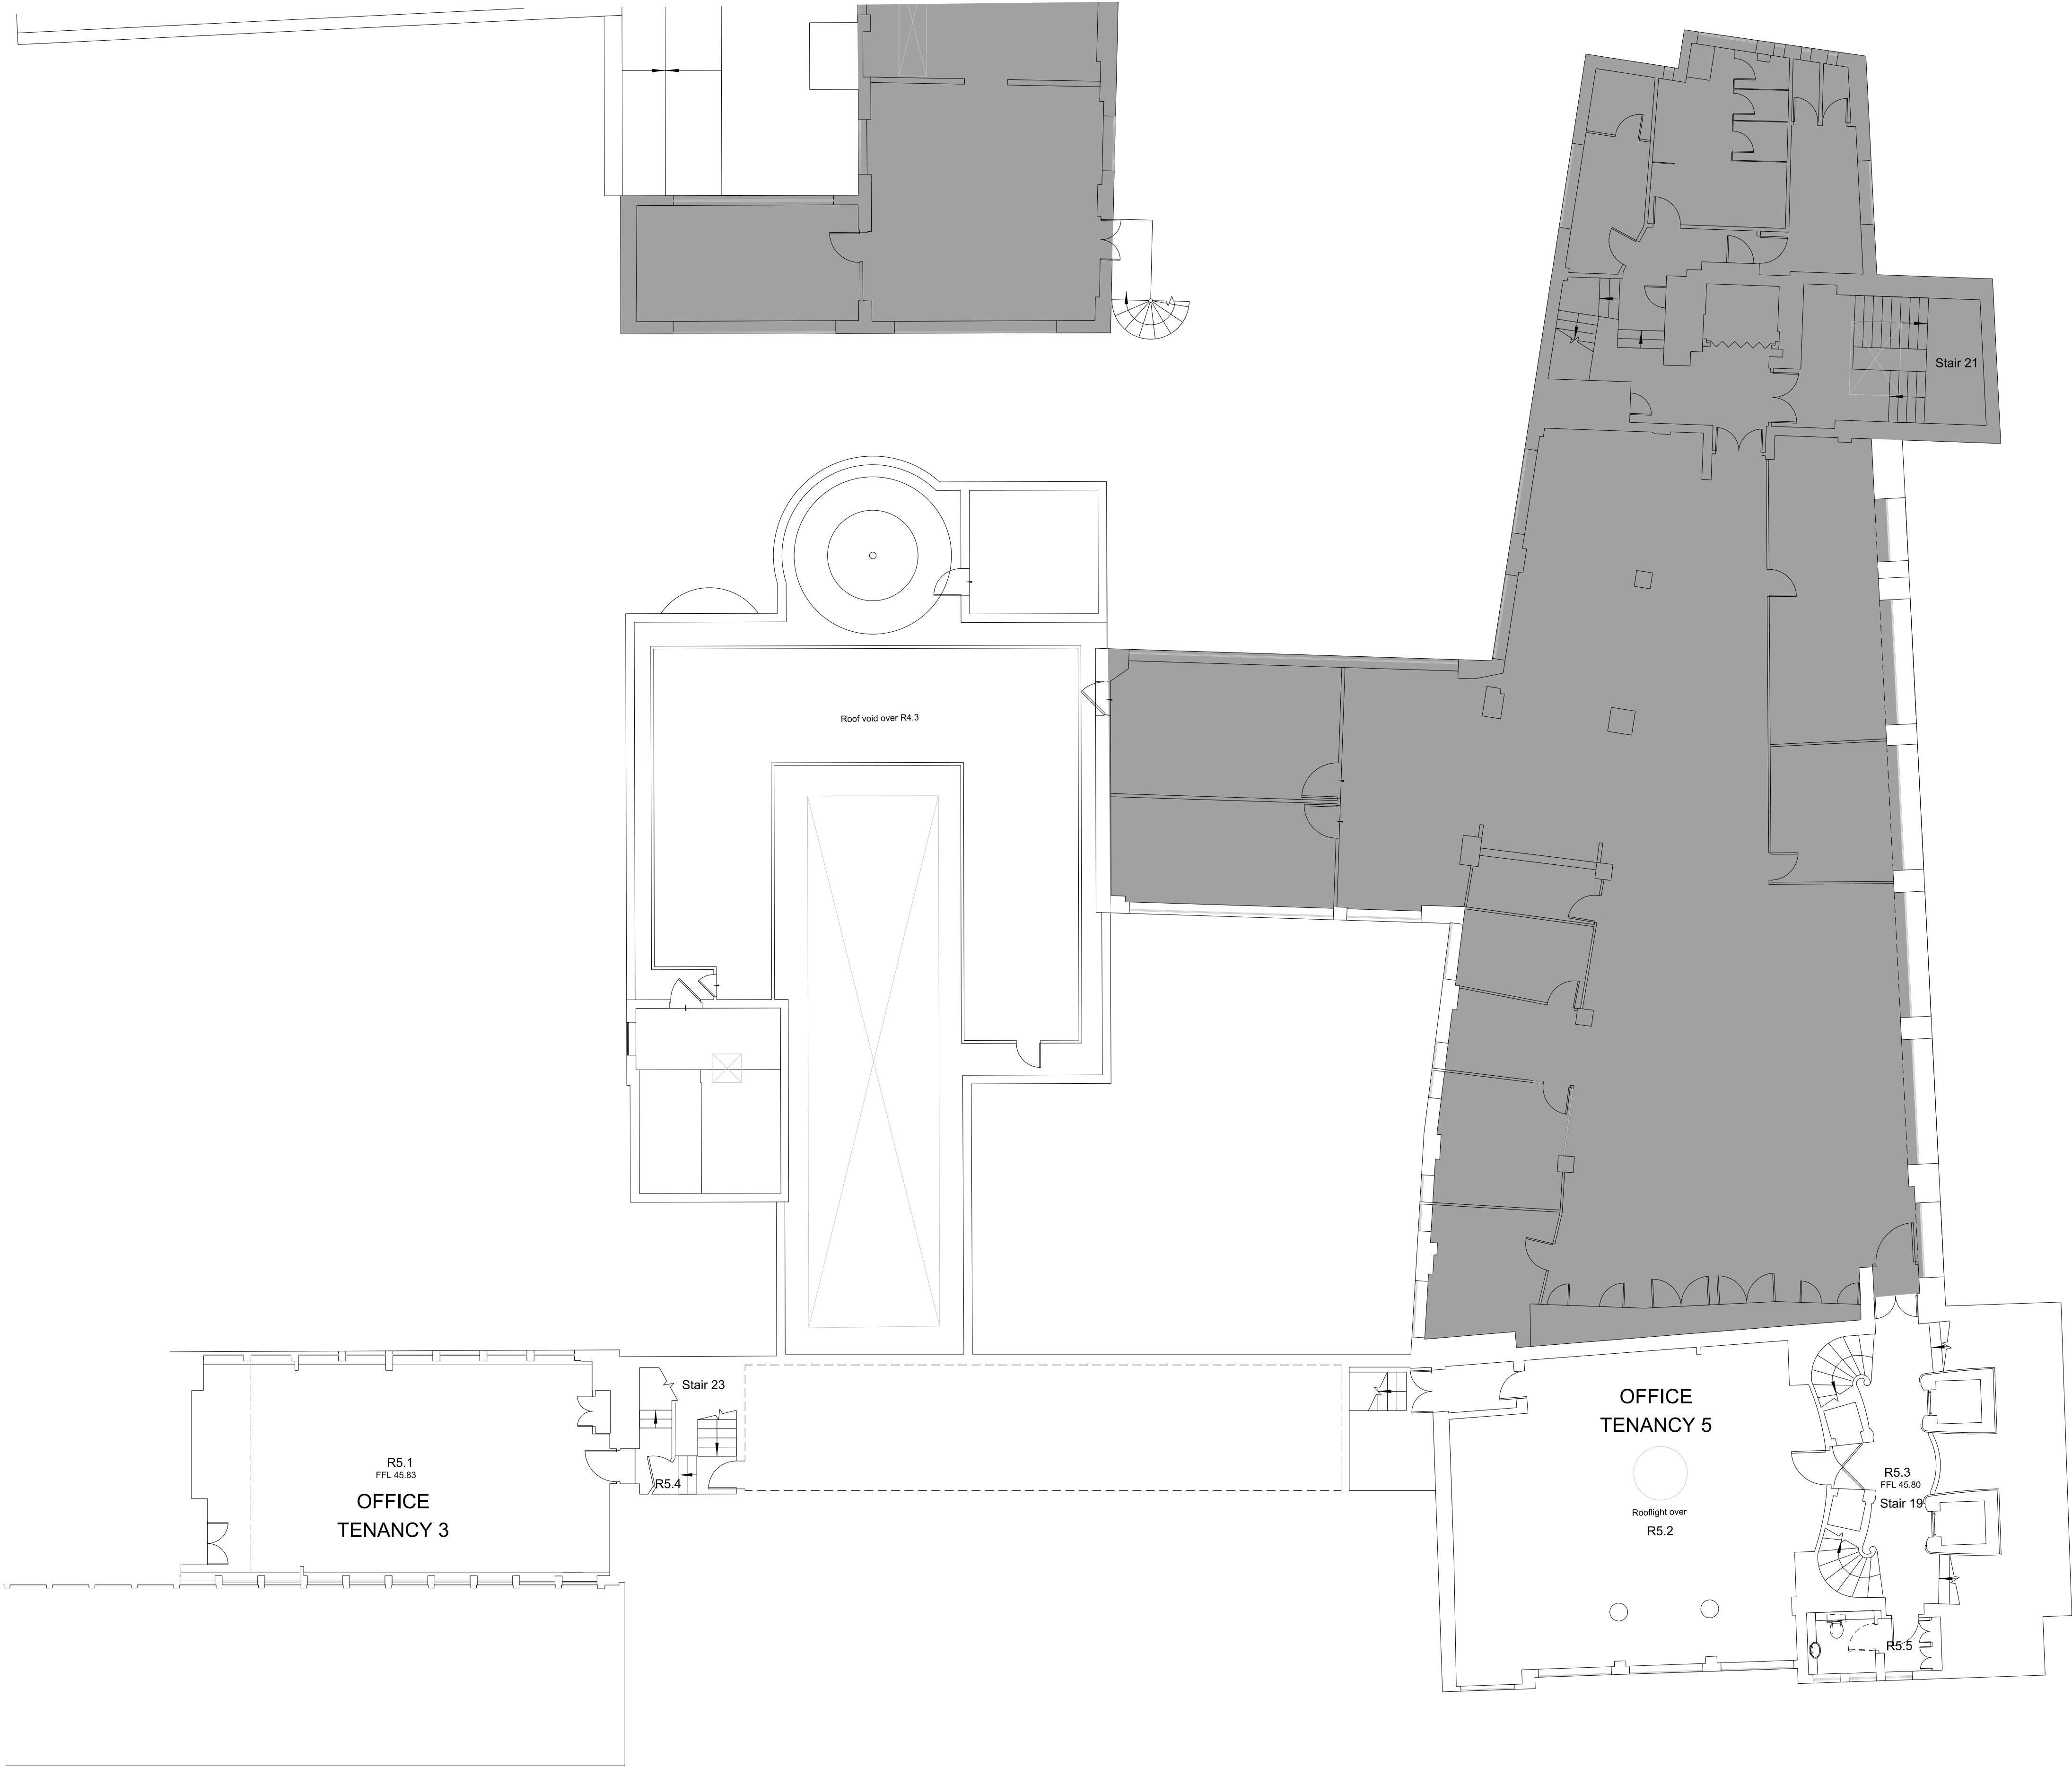 Stair 21
Roof void over R4.3
Stair 23
R5.4
R5.1
FFL 45.83
OFFICE
TENANCY 3
OFFICE
TENANCY 5
Rooflight over
R5.2
R5.3
FFL 45.80
Stair 19
R5.5